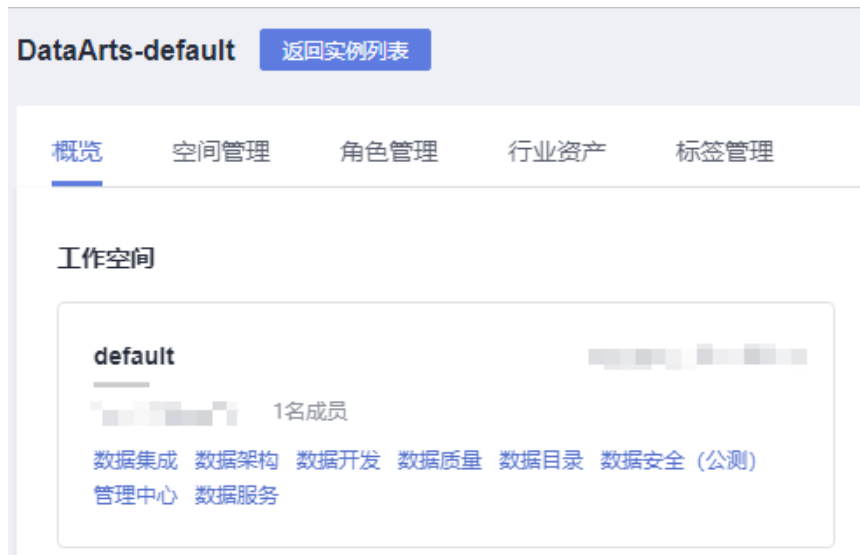 DataArts-default 返回实例列表
概览 空间管理 角色管理 行业资产 标签管理
工作空间
default
1名成员
数据集成 数据架构 数据开发 数据质量 数据目录 数据安全（公测）
管理中心 数据服务